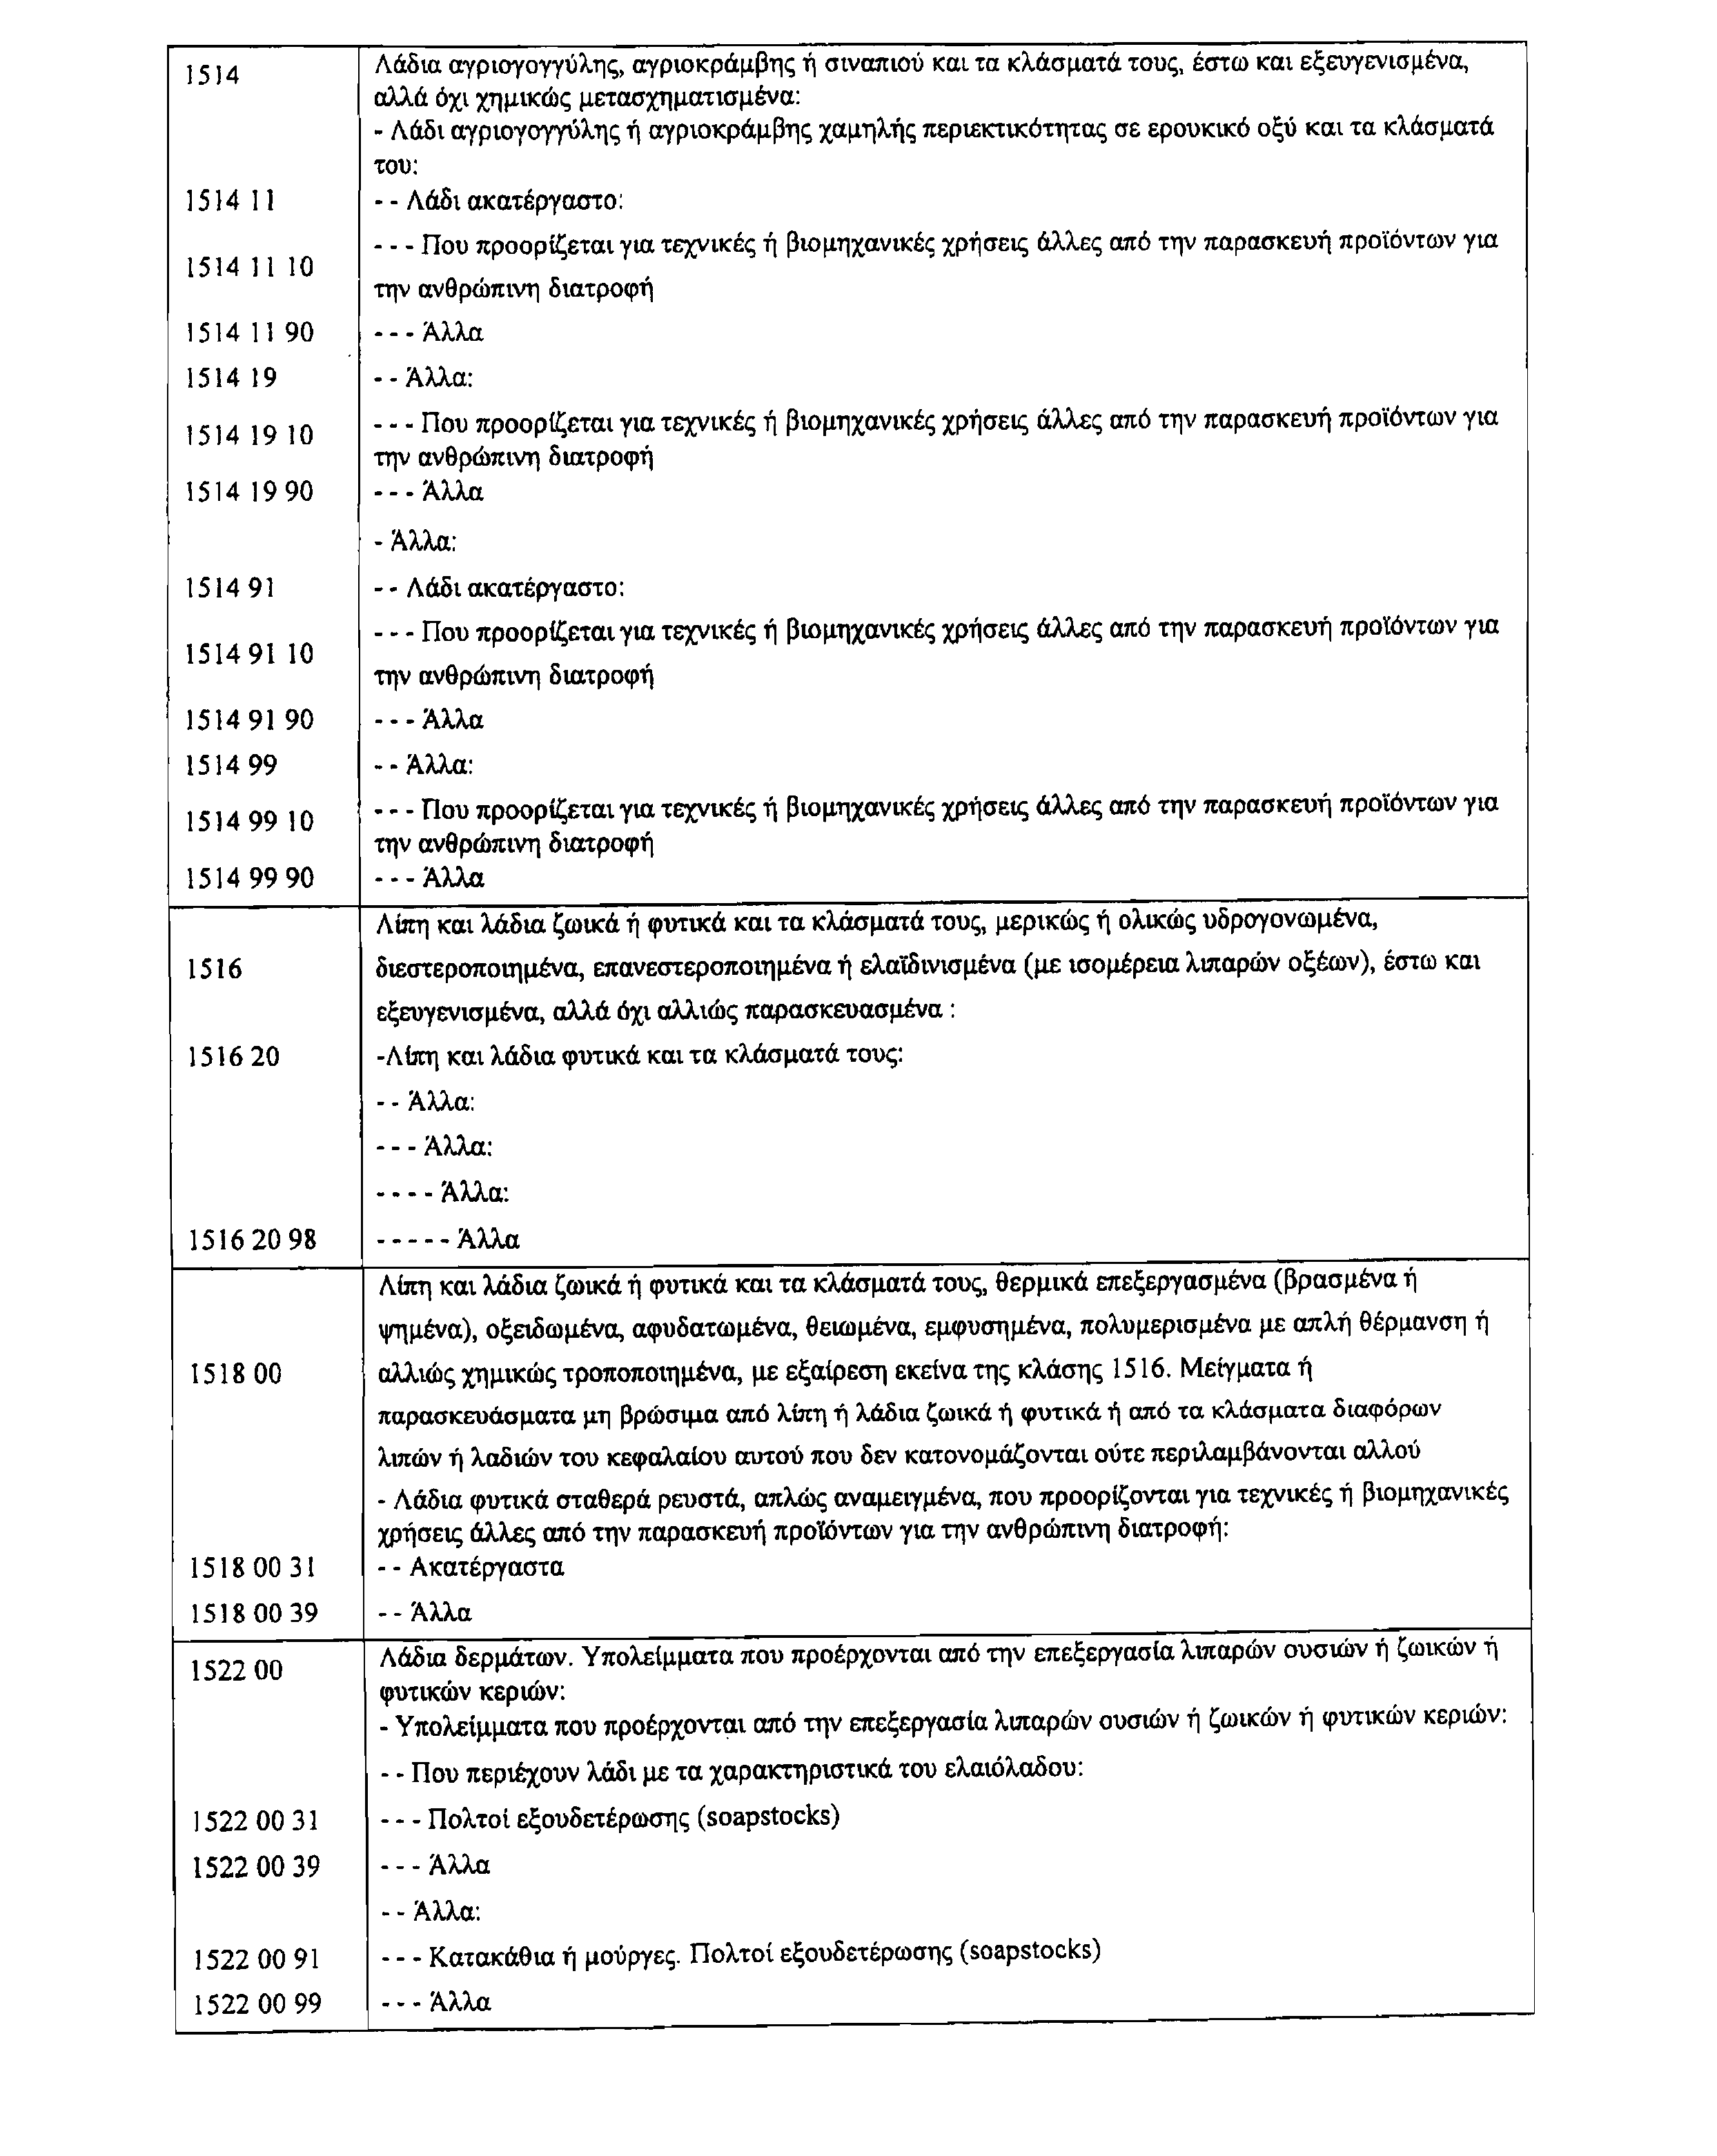 1514 Λάδια αγριογογγύλης, αγριοκράμβης ή σιναπιού και τα κλάσματά τους, έστω και εξευγενισμένα,
αλλά όχι χημικώς μετασχηματισμένα:
- Λάδι αγριογογγύλης ή αγριοκράμβης χαμηλής περιεκτικότητας σε ερουκικό οξύ και τα κλάσματά
του:
1514 11 - - Λάδι ακατέργαστο:
1514 11 10 - - - Που προορίζεται για τεχνικές ή βιομηχανικές χρήσεις άλλες από την παρασκευή προϊόντων για
την ανθρώπινη διατροφή
1514 11 90 - - - Άλλα
1514 19 - - Άλλα:
1514 19 10 - - - Που προορίζεται για τεχνικές ή βιομηχανικές χρήσεις άλλες από την παρασκευή προϊόντων για
την ανθρώπινη διατροφή
1514 19 90 - - - Άλλα
- Άλλα:
1514 91 - - Λάδι ακατέργαστο:
1514 91 10 - - - Που προορίζεται για τεχνικές ή βιομηχανικές χρήσεις άλλες από την παρασκευή προϊόντων για
την ανθρώπινη διατροφή
1514 91 90 - - - Άλλα
1514 99 - - Άλλα:
1514 99 10 - - - Που προορίζεται για τεχνικές ή βιομηχανικές χρήσεις άλλες από την παρασκευή προϊόντων για
την ανθρώπινη διατροφή
1514 99 90 - - - Άλλα
Λίπη και λάδια ζωικά ή φυτικά και τα κλάσματά τους, μερικώς ή ολικώς υδρογονωμένα,
1516 διεστεροποιημένα, επανεστεροποιημένα ή ελαϊδινισμένα (με ισομέρεια λιπαρών οξέων), έστω και
εξευγενισμένα, αλλά όχι αλλιώς παρασκευασμένα :
1516 20 -Λίπη και λάδια φυτικά και τα κλάσματά τους:
- - Άλλα:
- - - Άλλα:
- - - - Άλλα:
1516 20 98 - - - - - Άλλα
Λίπη και λάδια ζωικά ή φυτικά και τα κλάσματά τους, θερμικά επεξεργασμένα (βρασμένα ή
ψημένα), οξειδωμένα, αφυδατωμένα, θειωμένα, εμφυσημένα, πολυμερισμένα με απλή θέρμανση ή
1518 00 αλλιώς χημικώς τροποποιημένα, με εξαίρεση εκείνα της κλάσης 1516. Μείγματα ή
παρασκευάσματα μη βρώσιμα από λίπη ή λάδια ζωικά ή φυτικά ή από τα κλάσματα διαφόρων
λιπών ή λαδιών του κεφαλαίου αυτού που δεν κατονομάζονται ούτε περιλαμβάνονται αλλού
- Λάδια φυτικά σταθερά ρευστά, απλώς αναμειγμένα, που προορίζονται για τεχνικές ή βιομηχανικές
χρήσεις άλλες από την παρασκευή προϊόντων για την ανθρώπινη διατροφή:
1518 00 31 - - Ακατέργαστα
1518 00 39 - - Άλλα
1522 00 Λάδια δερμάτων. Υπολείμματα που προέρχονται από την επεξεργασία λιπαρών ουσιών ή ζωικών ή
φυτικών κεριών:
- Υπολείμματα που προέρχονται από την επεξεργασία λιπαρών ουσιών ή ζωικών ή φυτικών κεριών:
- - Που περιέχουν λάδι με τα χαρακτηριστικά του ελαιόλαδου:
1522 00 31 - - - Πολτοί εξουδετέρωσης (soapstocks)
1522 00 39 - - - Άλλα
- - Άλλα:
1522 00 91 - - - Κατακάθια ή μούργες. Πολτοί εξουδετέρωσης (soapstocks)
1522 00 99 - - - Άλλα